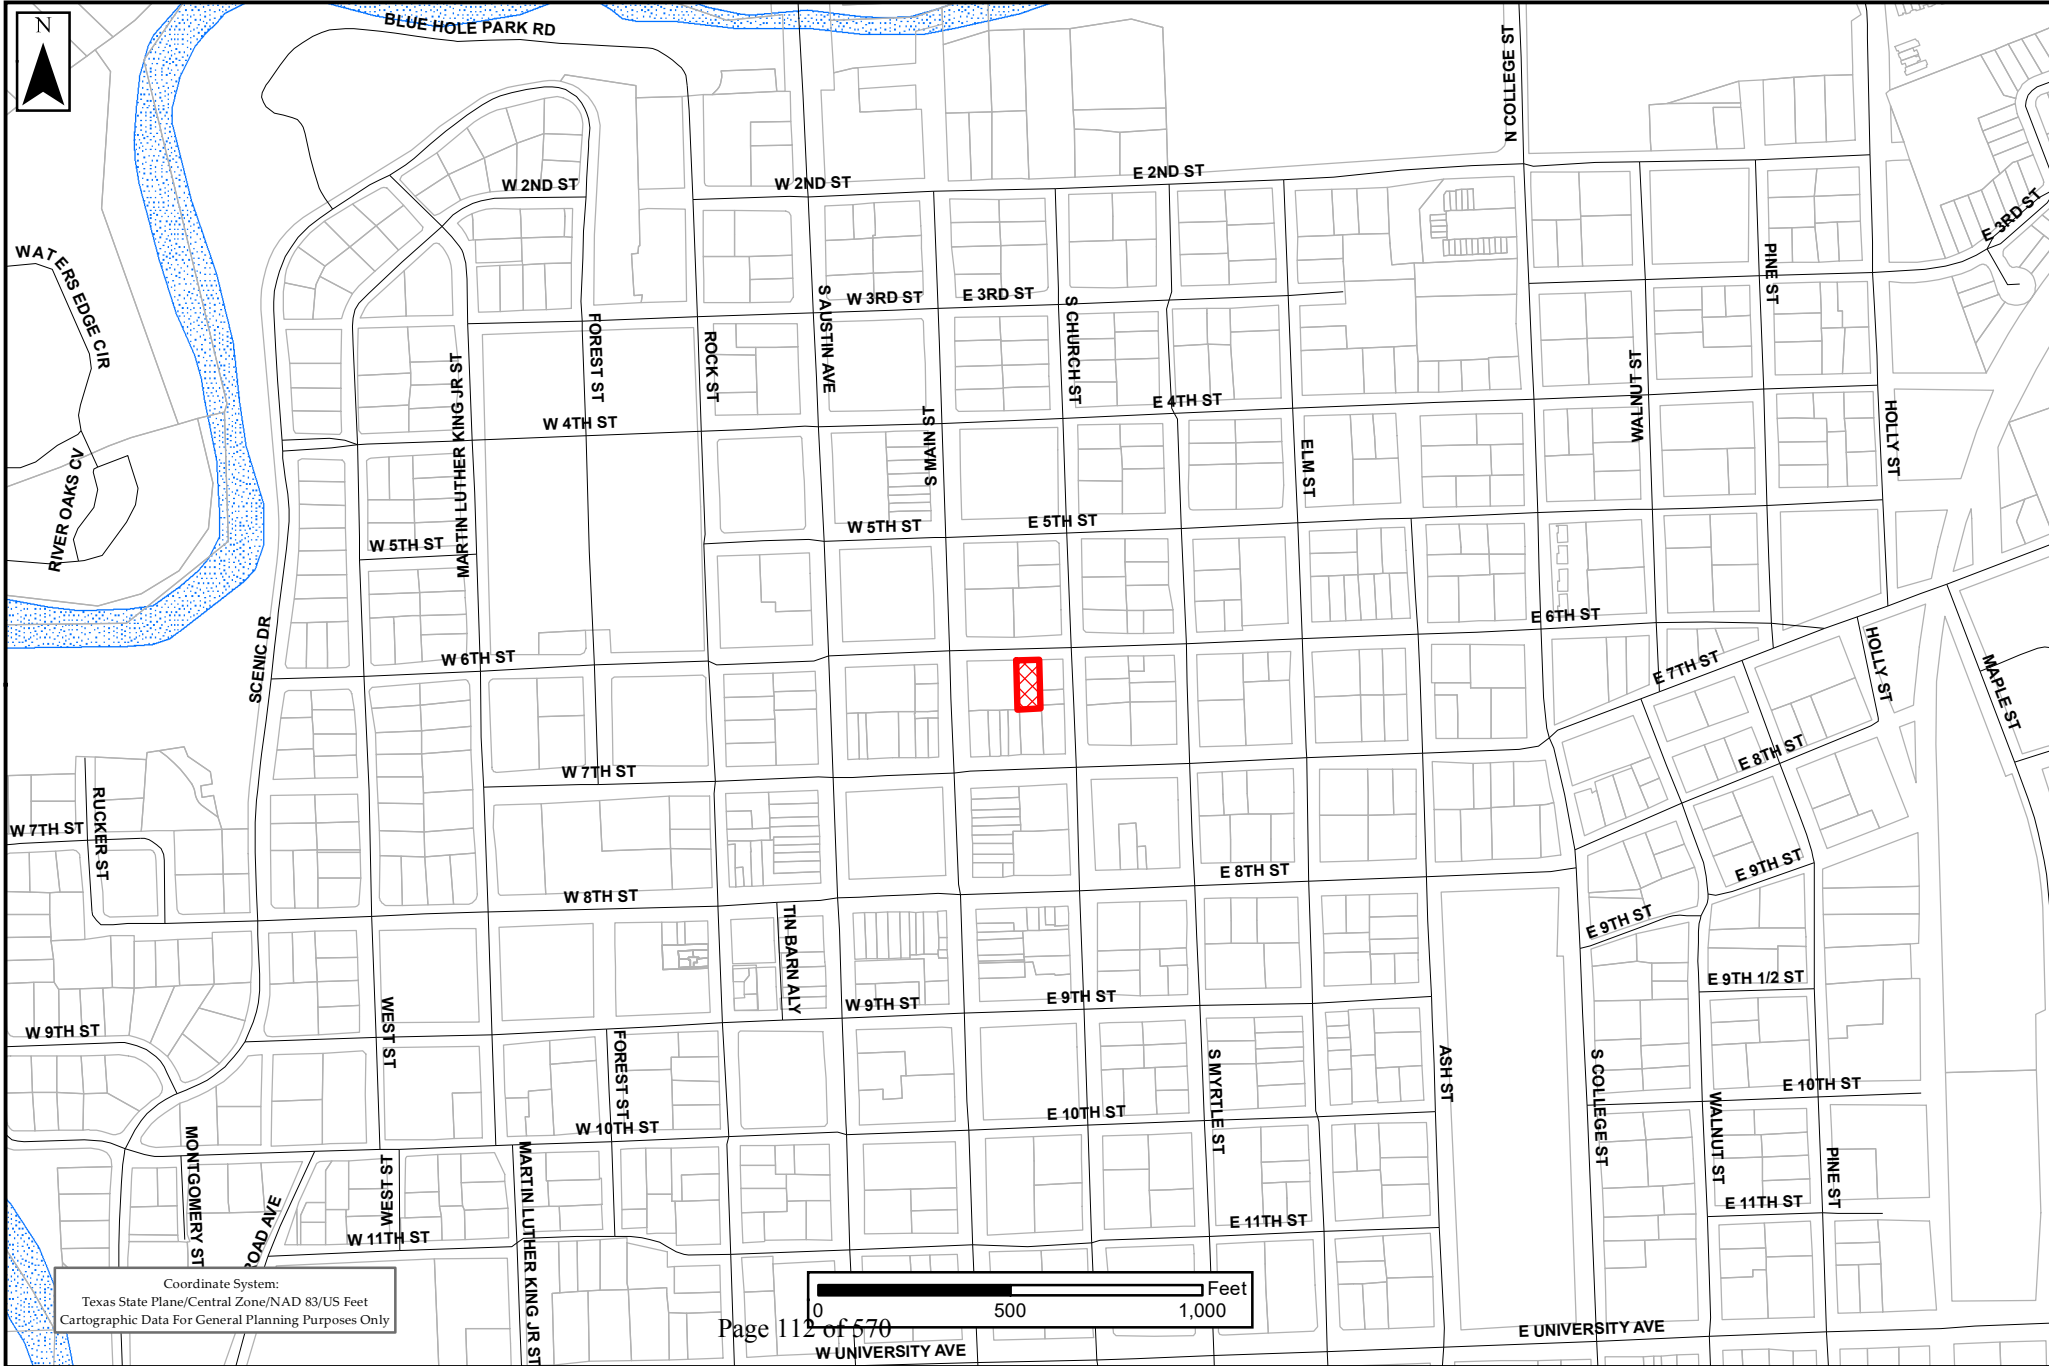 N
BLUE HOLE PARK RD
N COLLEGE ST
W 2ND ST
W 2ND ST
E 2ND ST
E 3RD ST
WATERS EDGE CIR
PINE ST
W 3RD ST
E 3RD ST
S AUSTIN AVE
S CHURCH ST
FOREST ST
ROCK ST
MARTIN LUTHER KING JR ST
WALNUT ST
E 4TH ST
W 4TH ST
S MAIN ST
HOLLY ST
ELM ST
RIVER OAKS CV
W 5TH ST
E 5TH ST
W 5TH ST
E 6TH ST
SCENIC DR
W 6TH ST
E 7TH ST
HOLLY ST
MAPLE ST
E 8TH ST
W 7TH ST
RUCKER ST
W 7TH ST
E 9TH ST
E 8TH ST
W 8TH ST
TIN BARN ALY
E 9TH ST
E 9TH 1/2 ST
W 9TH ST
E 9TH ST
WEST ST
W 9TH ST
FOREST ST
S MYRTLE ST
ASH ST
S COLLEGE ST
E 10TH ST
WALNUT ST
E 10TH ST
W 10TH ST
MONTGOMERY ST
WEST ST
MARTIN LUTHER KING JR ST
PINE ST
E 11TH ST
E 11TH ST
ROAD AVE
W 11TH ST
Coordinate System:
Texas State Plane/Central Zone/NAD 83/US Feet
Cartographic Data For General Planning Purposes Only
Feet
0 500 1,000
Page 112 of 570
E UNIVERSITY AVE
W UNIVERSITY AVE